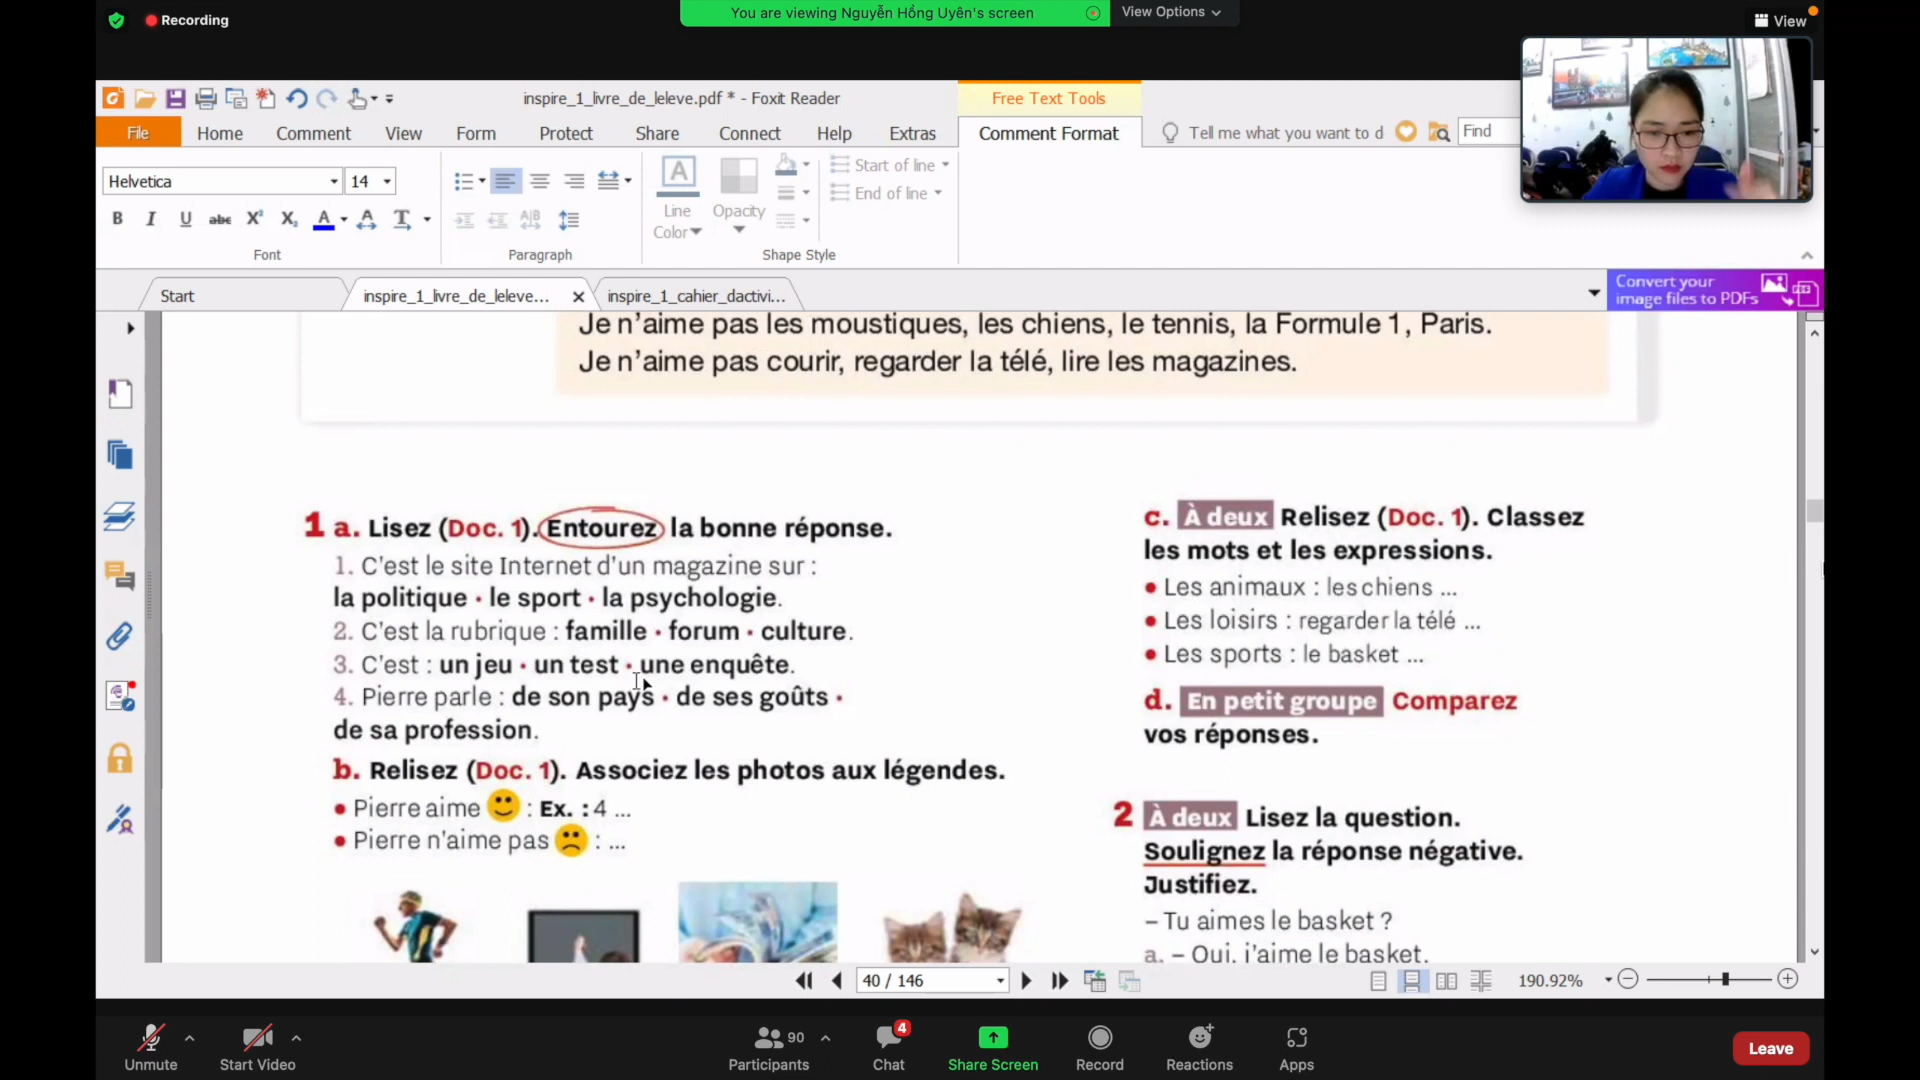 Recording
You are viewing Nguyễn Hồng Uyên's screen
View Options
View
inspire_1_livre_de_leleve.pdf * - Foxit Reader
Free Text Tools
File
Home
Comment
View
Form
Protect
Share
Connect
Help
Extras
Comment Format
Tell me what you want to d
Find
Helvetica
14
Line
Color
Opacity
Start of line
End of line
Font
Paragraph
Shape Style
Start
inspire_1_livre_de_leleve...
inspire_1_cahier_dactivi...
Convert your
image files to PDFs
Je n'aime pas les moustiques, les chiens, le tennis, la Formule 1, Paris.
Je n'aime pas courir, regarder la télé, lire les magazines.
1 a. Lisez (Doc. 1). Entourez la bonne réponse.
1. C'est le site Internet d'un magazine sur :
la politique • le sport • la psychologie.
2. C'est la rubrique : famille • forum • culture.
3. C'est : un jeu • un test • une enquête.
4. Pierre parle : de son pays • de ses goûts •
de sa profession.
b. Relisez (Doc. 1). Associez les photos aux légendes.
• Pierre aime : Ex. : 4 ...
• Pierre n'aime pas : ...
c. À deux Relisez (Doc. 1). Classez
les mots et les expressions.
• Les animaux : les chiens ...
• Les loisirs : regarder la télé ...
• Les sports : le basket ...
d. En petit groupe Comparez
vos réponses.
2 À deux Lisez la question.
Soulignez la réponse négative.
Justifiez.
– Tu aimes le basket ?
a. – Oui, j'aime le basket.
40 / 146
190.92%
Unmute
Start Video
Participants
90
Chat
4
Share Screen
Record
Reactions
Apps
Leave